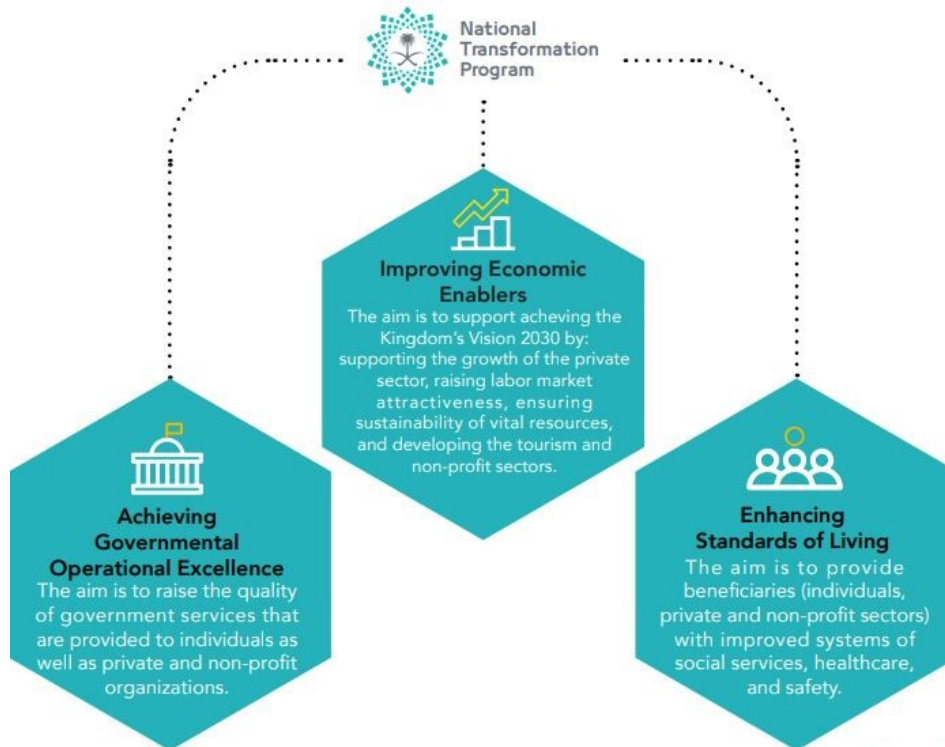 National
Transformation
Program
Improving Economic
Enablers
The aim is to support acheving the
Kingdom's Vision 2030 by:
supporting the growth of the private
sector, raising labor market
attractiveness, ensuring
sustainability of vital resources,
and developing the tourism and
non-profit sectors.
Achieving
Governmental
Operational Excellence
The aim is to raise the quality
of government services that
are provided to individuals as
well as private and non-profit
organizations.
Enhancing
Standards of Living
The aim is to provide
beneficiaries (individuals,
private and non-profit sectors)
with improved systems of
social services, healthcare,
and safety.